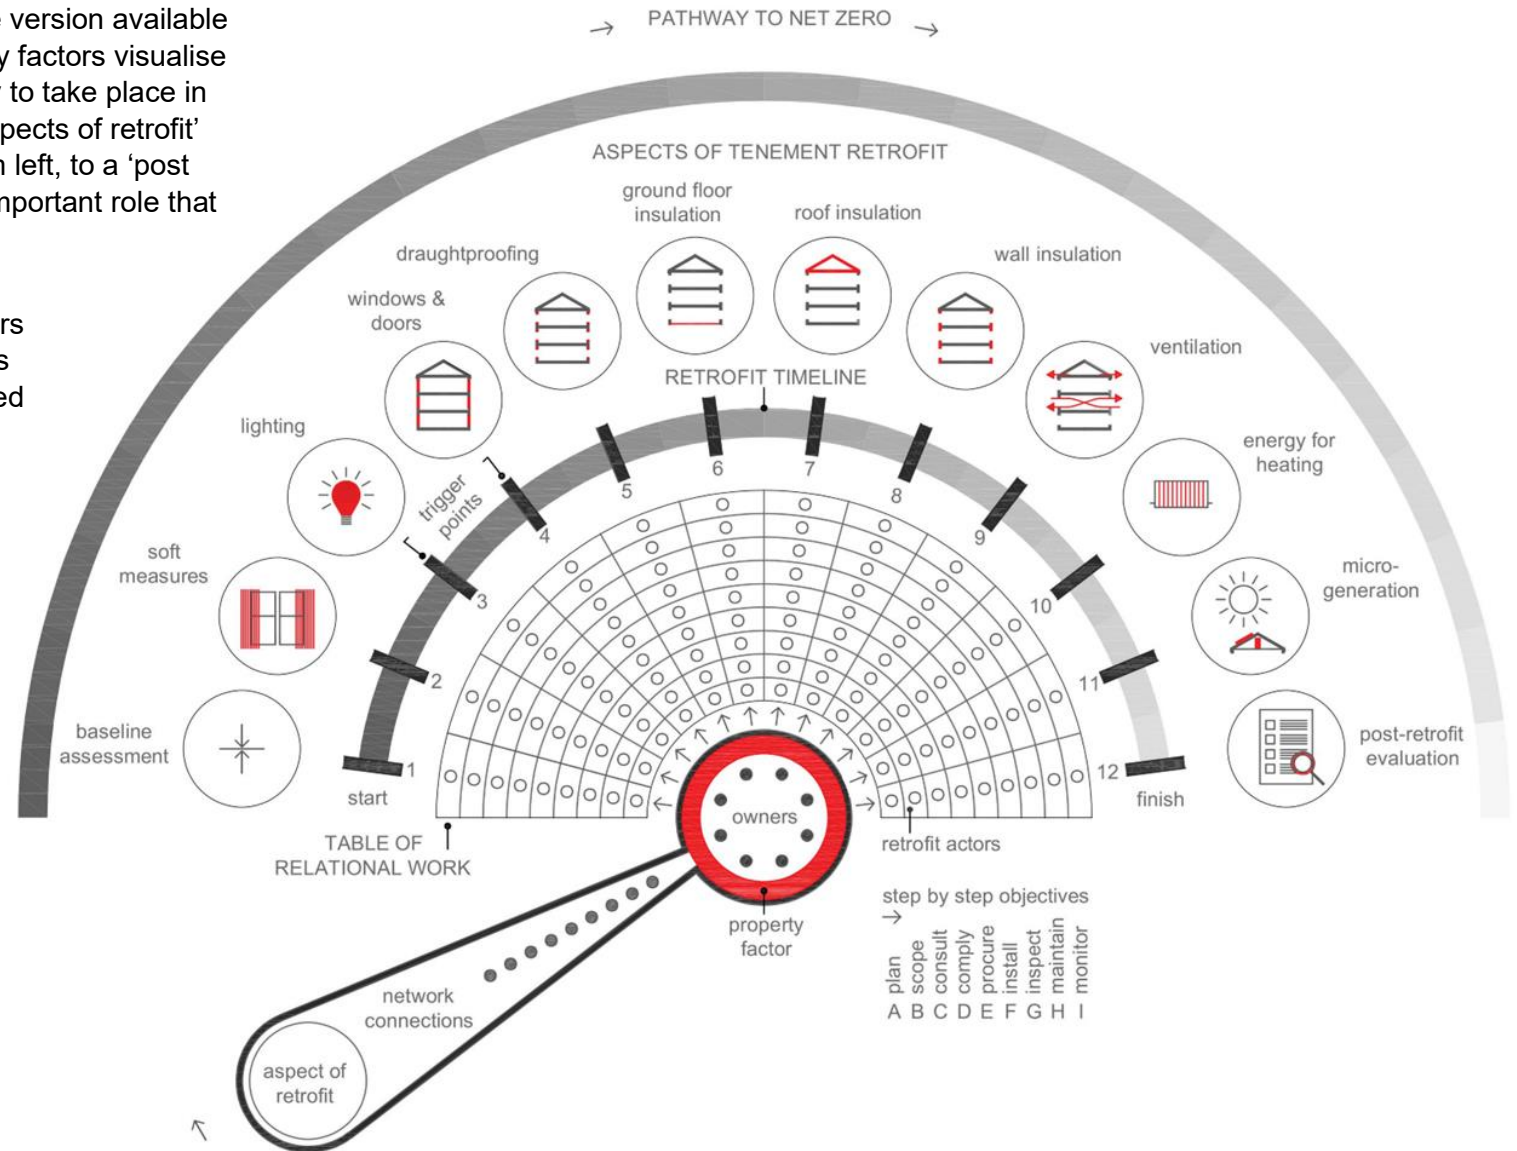 e version available
y factors visualise
to take place in
pects of retrofit’
n left, to a ‘post
mportant role that
rs
s
ed
→ PATHWAY TO NET ZERO →
ASPECTS OF TENEMENT RETROFIT
baseline
assessment
soft
measures
lighting
windows &
doors
draughtproofing
ground floor
insulation
roof insulation
wall insulation
ventilation
energy for
heating
micro-
generation
post-retrofit
evaluation
RETROFIT TIMELINE
trigger
points
1
2
3
4
5
6
7
8
9
10
11
12
start
finish
TABLE OF
RELATIONAL WORK
owners
retrofit actors
property
factor
network
connections
aspect of
retrofit
step by step objectives
→
A plan
B scope
C consult
D comply
E procure
F install
G inspect
H maintain
I monitor